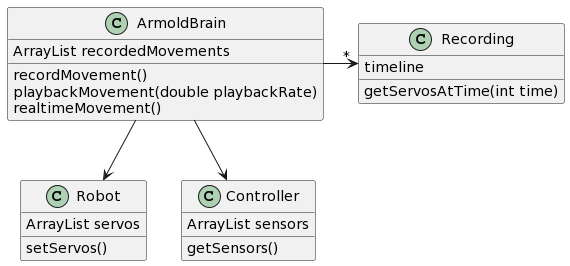 C ArmoldBrain
ArrayList recordedMovements
recordMovement()
playbackMovement(double playbackRate)
realtimeMovement()
*
C Recording
timeline
getServosAtTime(int time)
C Robot
ArrayList servos
setServos()
C Controller
ArrayList sensors
getSensors()